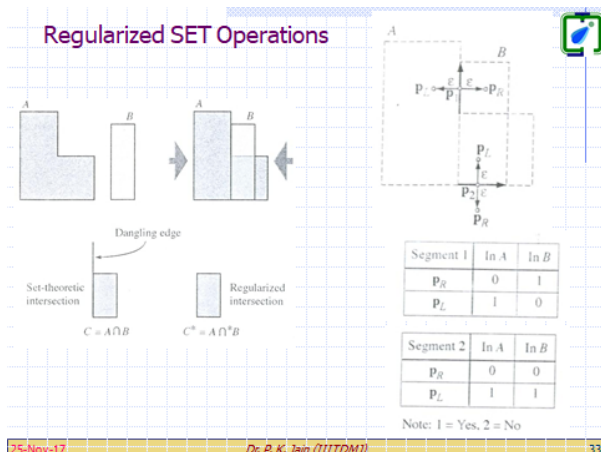 Regularized SET Operations
A
B
A
B
Dangling edge
Set-theoretic intersection
C = A∩B
Regularized intersection
C* = A∩*B
A
B
ε ε
P_L P_1 P_R
P_L
ε
P_2 ε
P_R
Segment 1 In A In B
P_R 0 1
P_L 1 0
Segment 2 In A In B
P_R 0 0
P_L 1 1
Note: 1 = Yes, 2 = No
25-Nov-17 Dr. P. K. Jain (IIITDMJ) 33